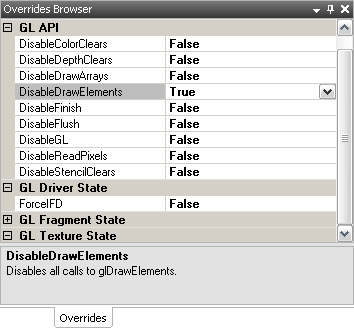 Overrides Browser
GL API
DisableColorClears False
DisableDepthClears False
DisableDrawArrays False
DisableDrawElements True
DisableFinish False
DisableFlush False
DisableGL False
DisableReadPixels False
DisableStencilClears False
GL Driver State
ForceIFD False
GL Fragment State
GL Texture State
DisableDrawElements
Disables all calls to glDrawElements.
Overrides